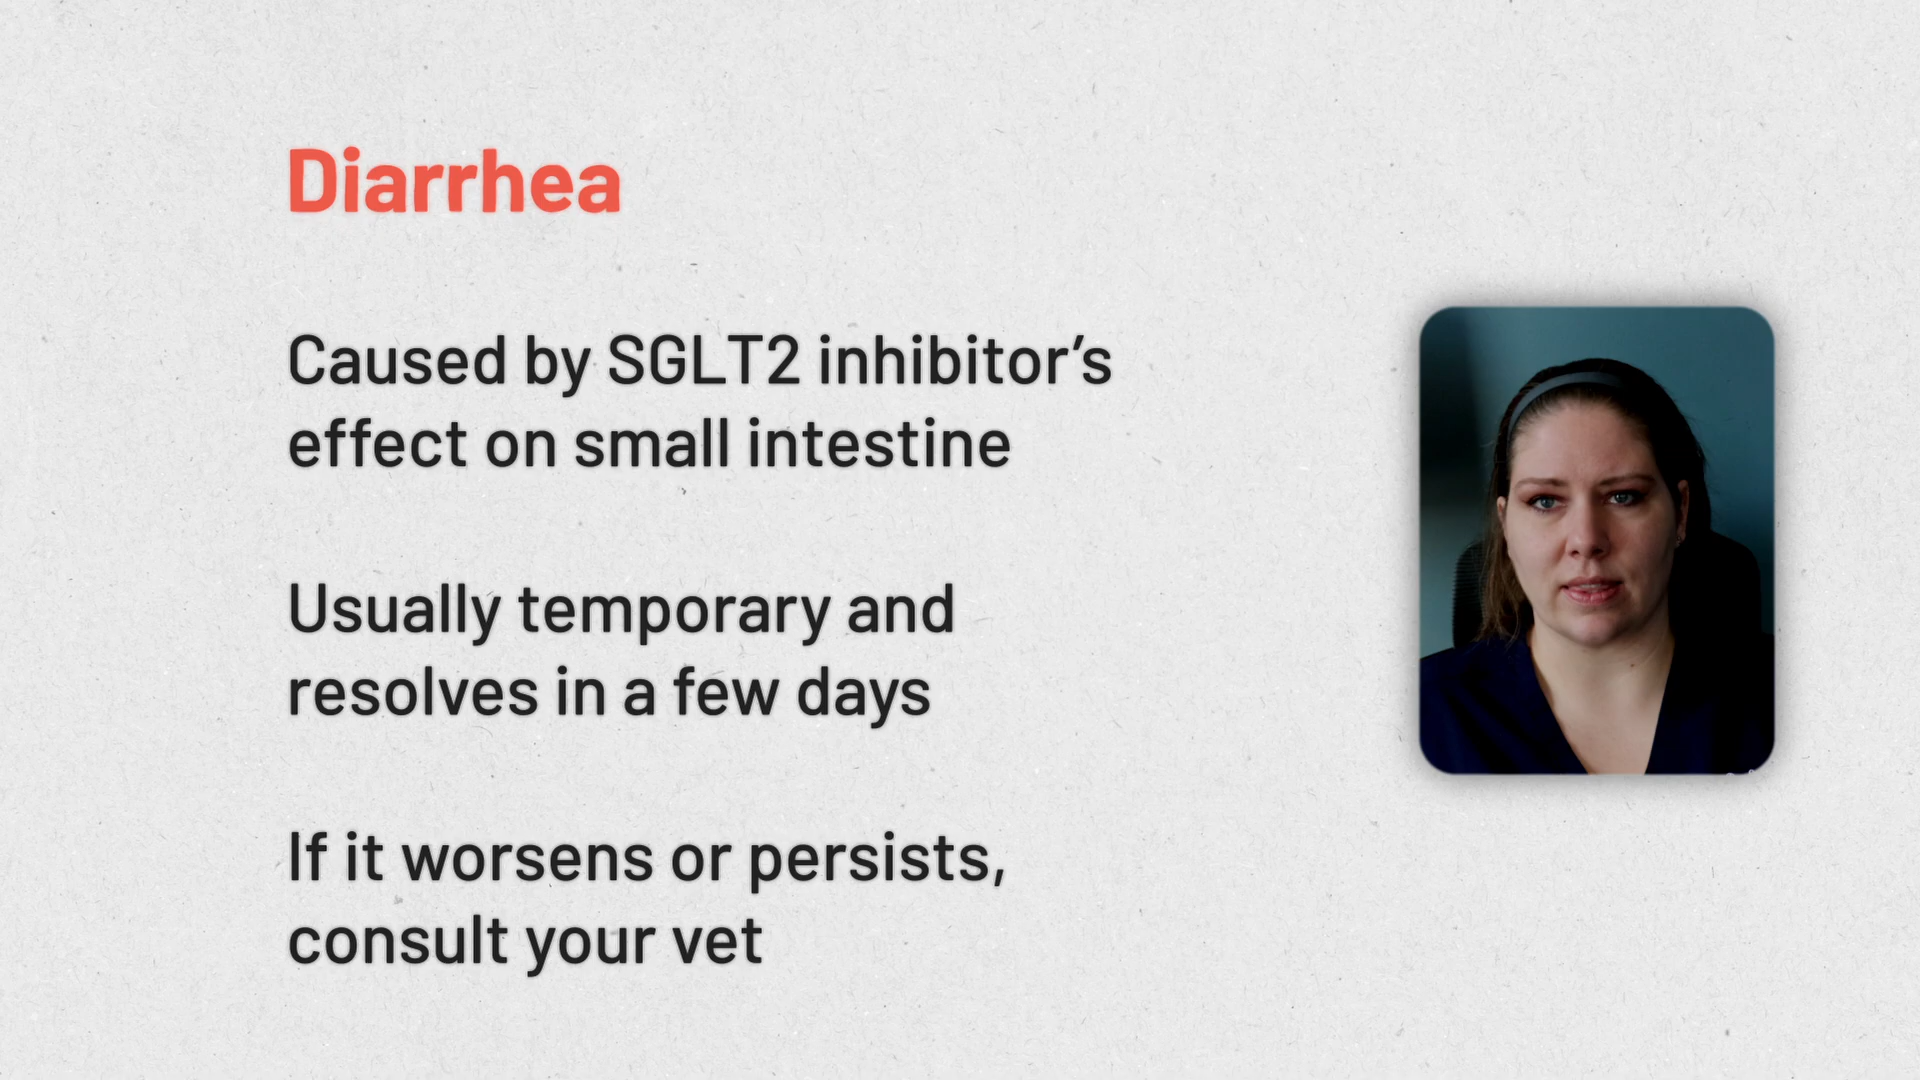 Diarrhea
Caused by SGLT2 inhibitor’s
effect on small intestine
Usually temporary and
resolves in a few days
If it worsens or persists,
consult your vet